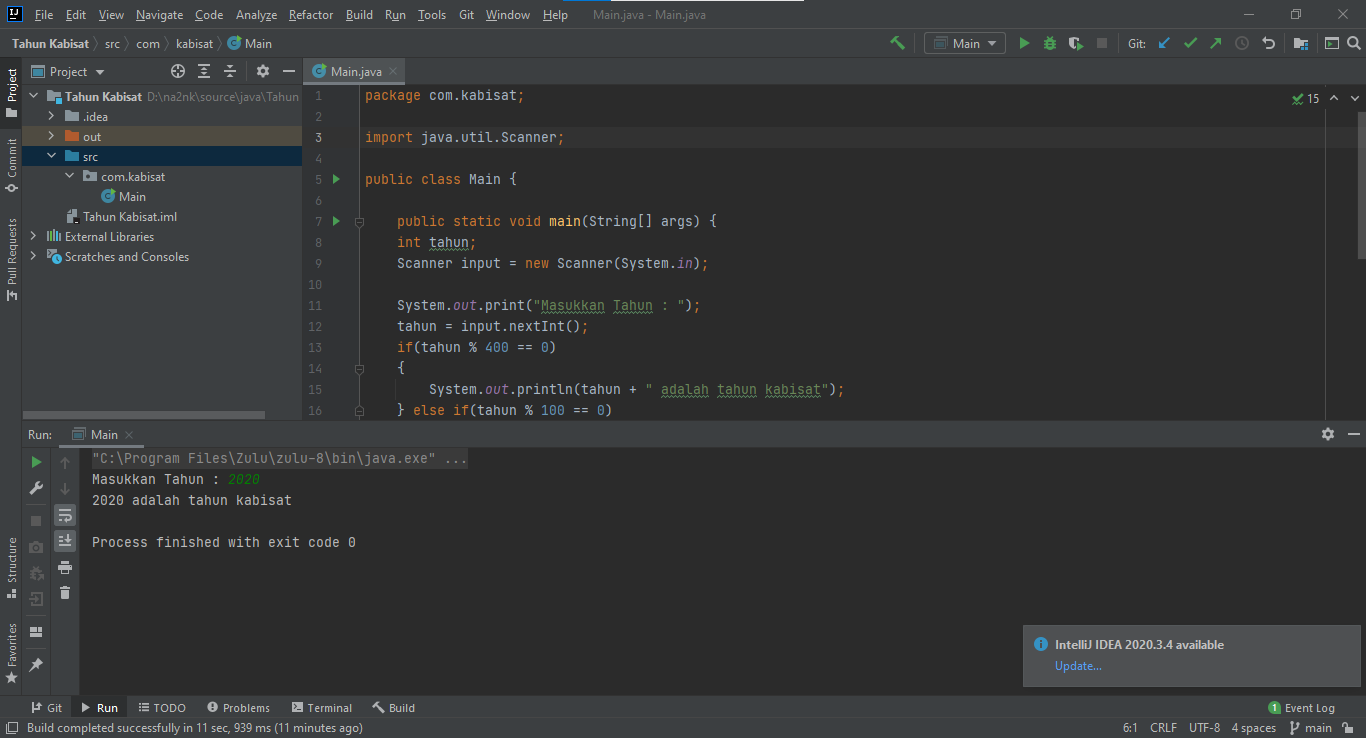 File Edit View Navigate Code Analyze Refactor Build Run Tools Git Window Help Main.java - Main.java
Tahun Kabisat src com kabisat Main Main Git:
Project Main.java
Tahun Kabisat D:\na2nk\source\java\Tahun
.idea
out
src
com.kabisat
Main
Tahun Kabisat.iml
External Libraries
Scratches and Consoles
Project
Commit
Pull Requests
Structure
Favorites
15
1 package com.kabisat;
2
3 import java.util.Scanner;
4
5 public class Main {
6
7 public static void main(String[] args) {
8 int tahun;
9 Scanner input = new Scanner(System.in);
10
11 System.out.print("Masukkan Tahun : ");
12 tahun = input.nextInt();
13 if(tahun % 400 == 0)
14 {
15 System.out.println(tahun + " adalah tahun kabisat");
16 } else if(tahun % 100 == 0)
Run: Main
"C:\Program Files\Zulu\zulu-8\bin\java.exe" ...
Masukkan Tahun : 2020
2020 adalah tahun kabisat
Process finished with exit code 0
IntelliJ IDEA 2020.3.4 available
Update...
Git Run TODO Problems Terminal Build 1 Event Log
Build completed successfully in 11 sec, 939 ms (11 minutes ago) 6:1 CRLF UTF-8 4 spaces main